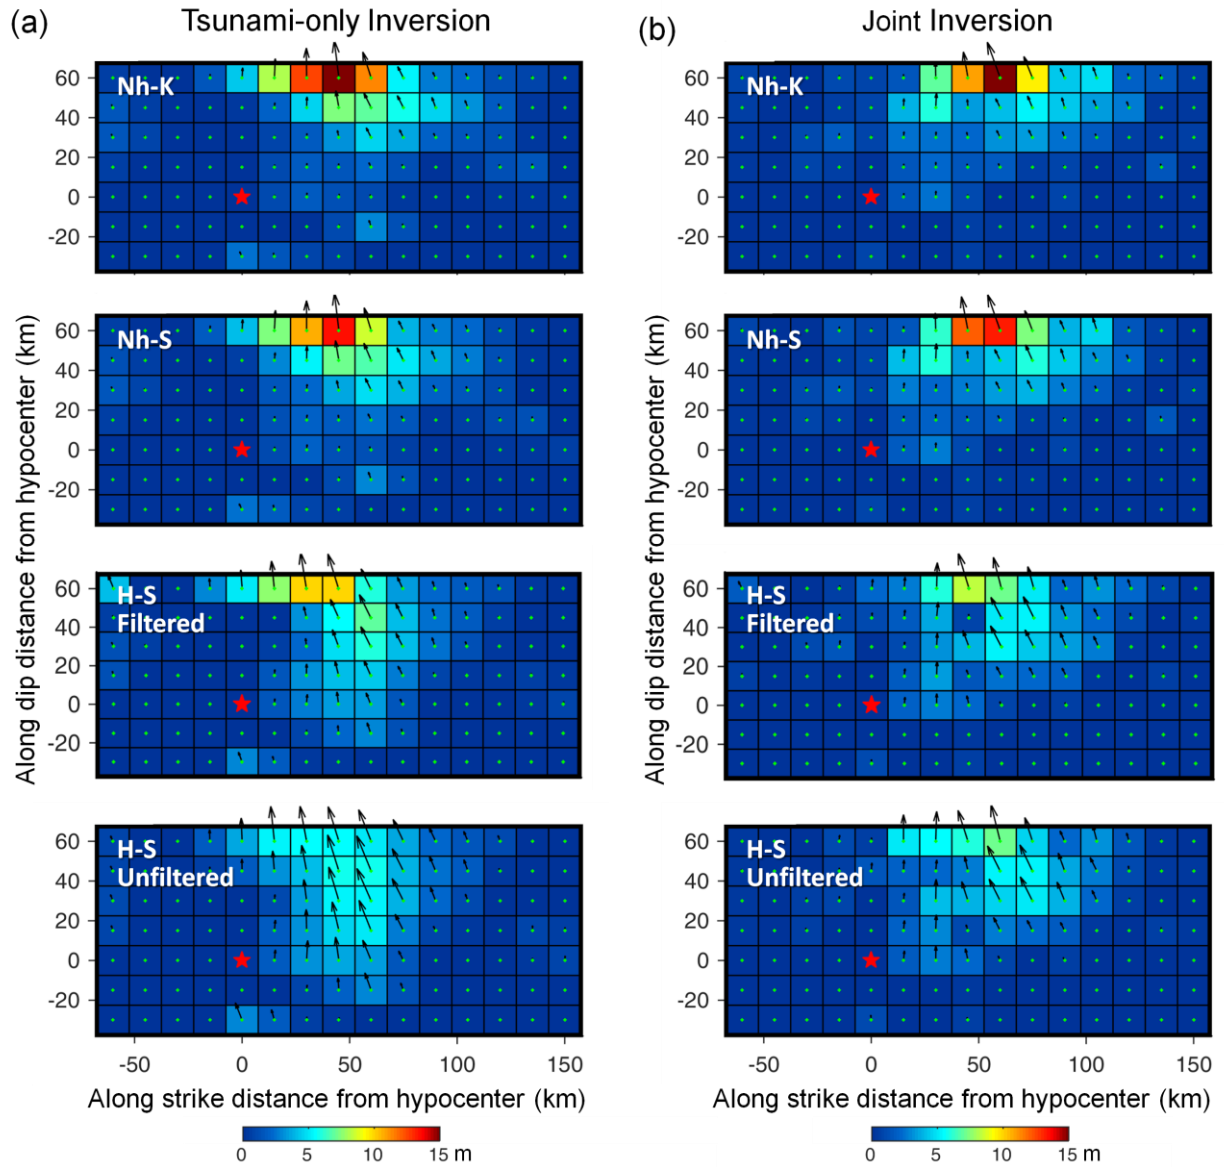 (a) Tsunami-only Inversion
(b) Joint Inversion
Nh-K
60
40
20
0
-20
Nh-K
60
40
20
0
-20
Nh-S
60
40
20
0
-20
Nh-S
60
40
20
0
-20
H-S
Filtered
60
40
20
0
-20
H-S
Filtered
60
40
20
0
-20
H-S
Unfiltered
60
40
20
0
-20
H-S
Unfiltered
60
40
20
0
-20
Along dip distance from hypocenter (km)
Along dip distance from hypocenter (km)
-50 0 50 100 150
-50 0 50 100 150
Along strike distance from hypocenter (km)
Along strike distance from hypocenter (km)
0 5 10 15 m
0 5 10 15 m